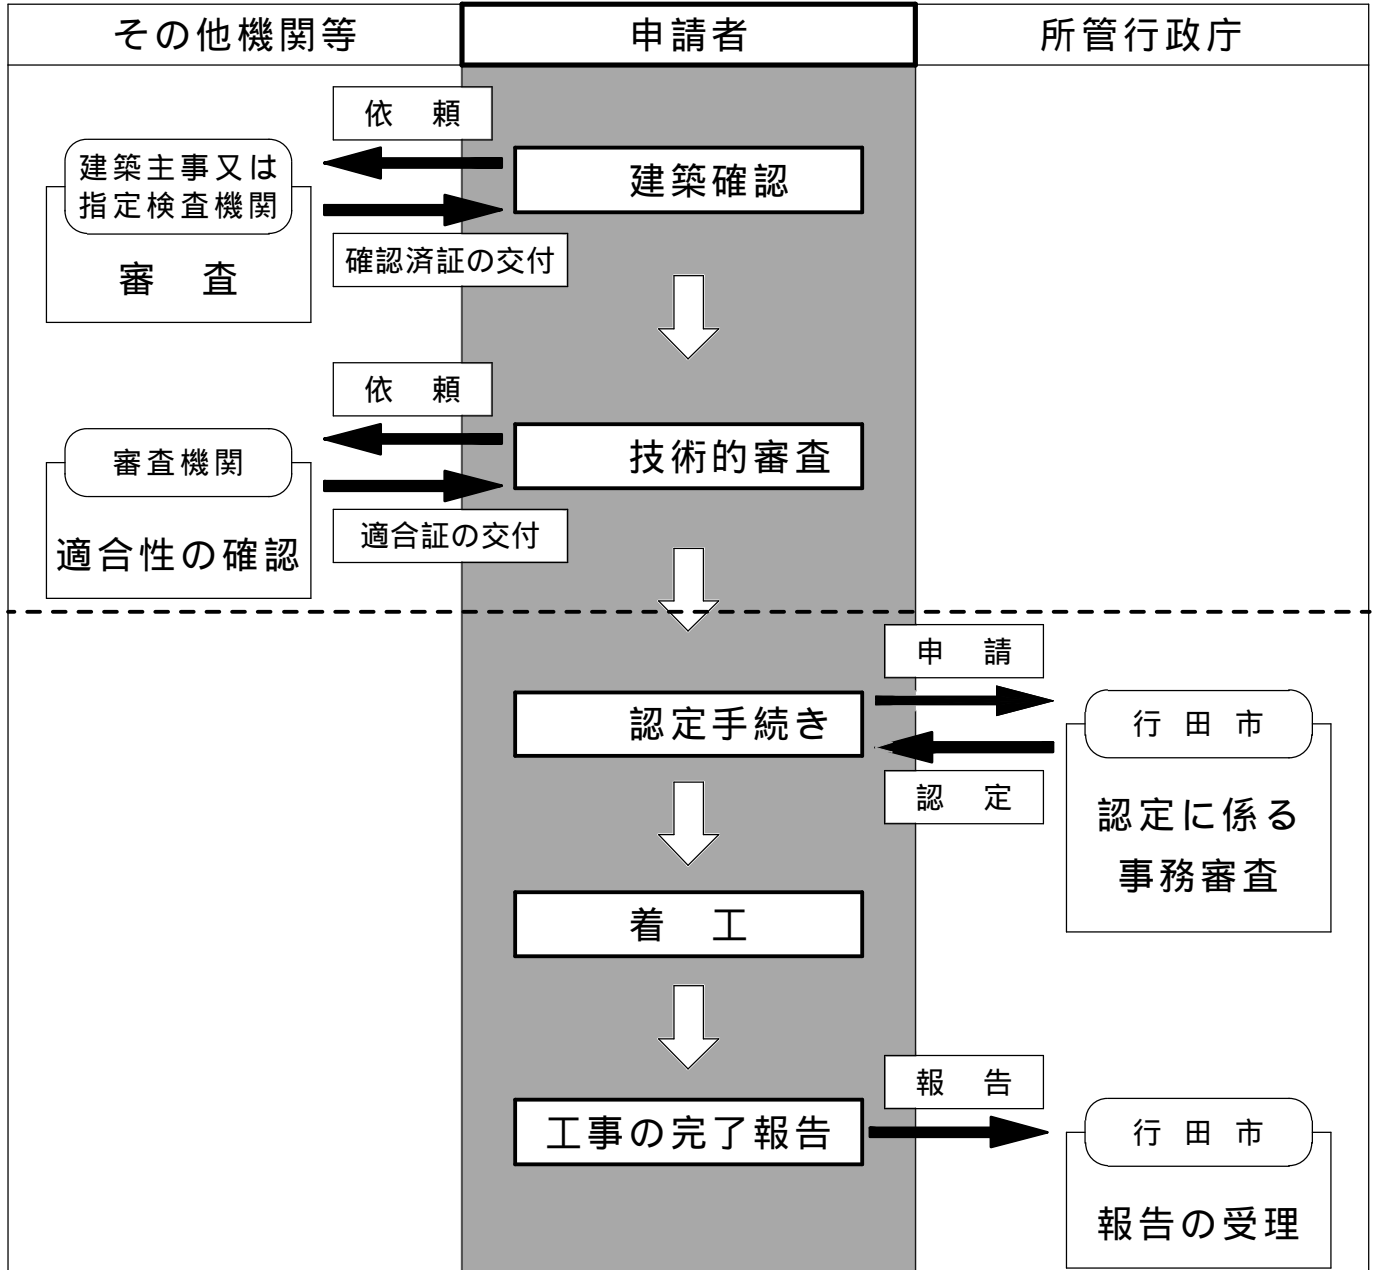 その他機関等
申請者
所管行政庁
依　頼
建築主事又は
指定検査機関
審　査
建築確認
確認済証の交付
依　頼
審査機関
適合性の確認
技術的審査
適合証の交付
申　請
認定手続き
行 田 市
認　定
認定に係る
事務審査
着　工
報　告
工事の完了報告
行 田 市
報告の受理